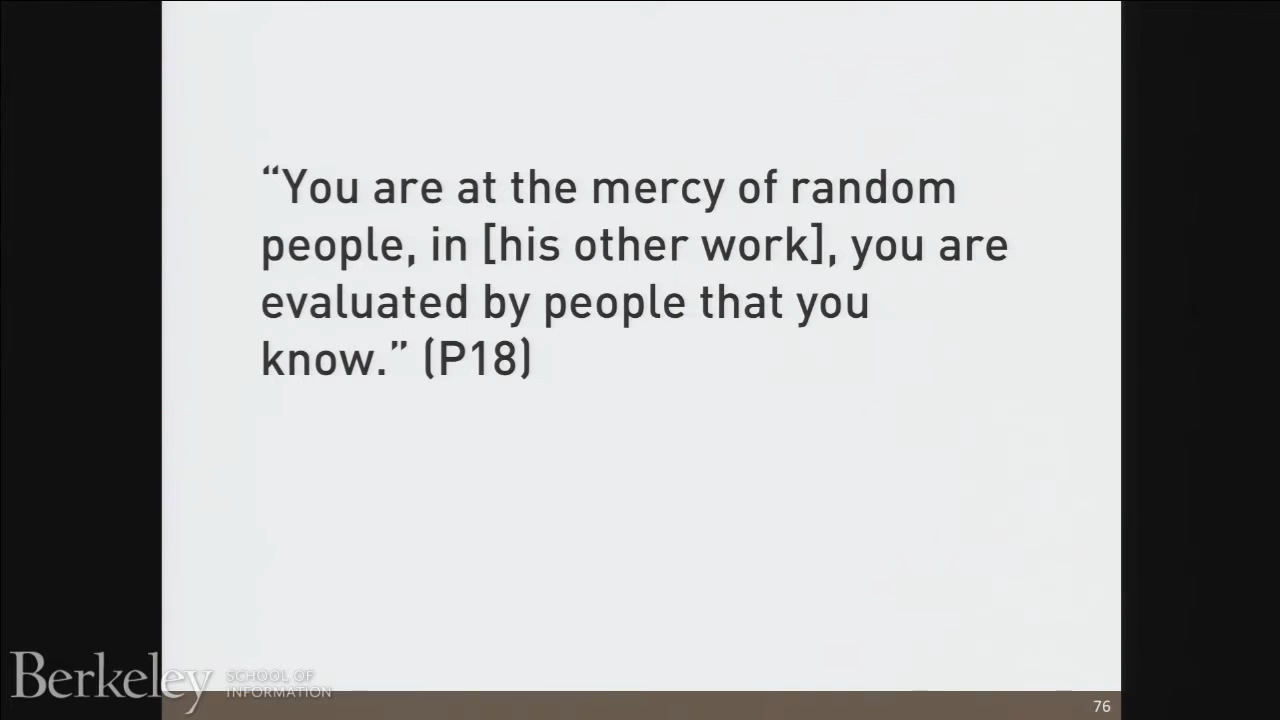 “You are at the mercy of random
people, in [his other work], you are
evaluated by people that you
know.” (P18)
Berkeley
SCHOOL OF
INFORMATION
76